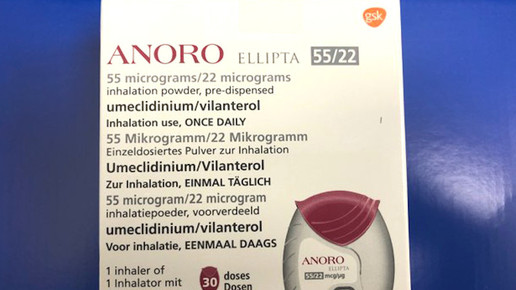 gsk
ANORO ELLIPTA 55/22
55 micrograms/22 micrograms
inhalation powder, pre-dispensed
umeclidinium/vilanterol
Inhalation use, ONCE DAILY
55 Mikrogramm/22 Mikrogramm
Einzeldosiertes Pulver zur Inhalation
Umeclidinium/Vilanterol
Zur Inhalation, EINMAL TÄGLICH
55 microgram/22 microgram
inhalatiepoeder, voorverdeeld
umeclidinium/vilanterol
Voor inhalatie, EENMAAL DAAGS
1 inhaler of
1 Inhalator mit
30 doses
Dosen
ANORO
ELLIPTA
55/22 mcg/µg